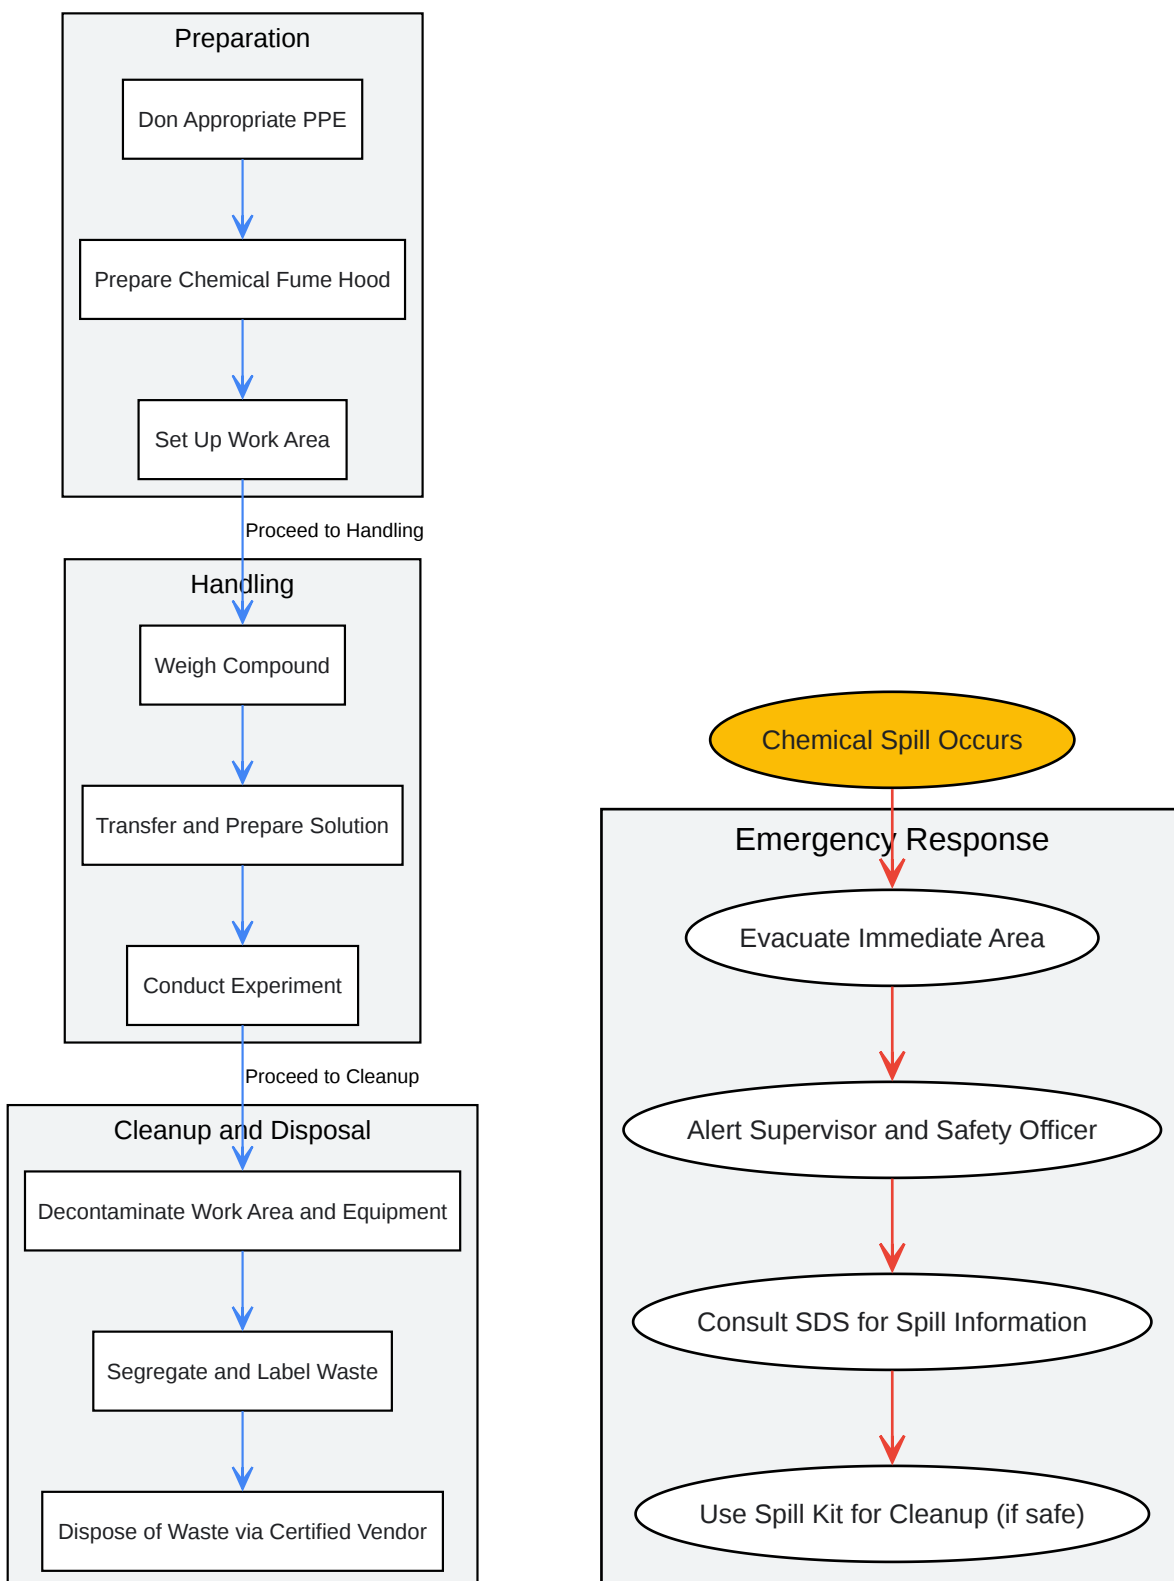 Preparation
Don Appropriate PPE
Prepare Chemical Fume Hood
Set Up Work Area
Proceed to Handling
Handling
Weigh Compound
Transfer and Prepare Solution
Conduct Experiment
Proceed to Cleanup
Cleanup and Disposal
Decontaminate Work Area and Equipment
Segregate and Label Waste
Dispose of Waste via Certified Vendor
Chemical Spill Occurs
Emergency Response
Evacuate Immediate Area
Alert Supervisor and Safety Officer
Consult SDS for Spill Information
Use Spill Kit for Cleanup (if safe)